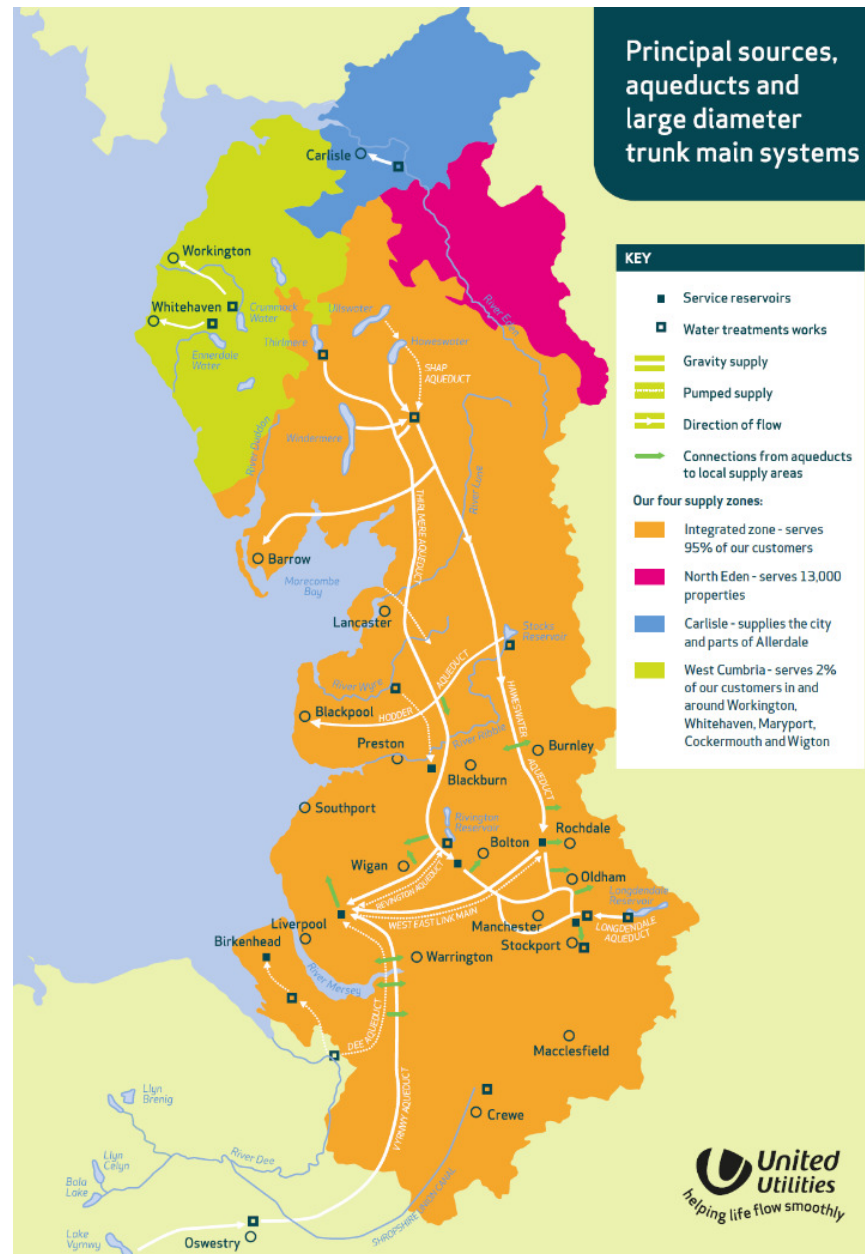 Principal sources,
aqueducts and
large diameter
trunk main systems
KEY
Service reservoirs
Water treatments works
Gravity supply
Pumped supply
Direction of flow
Connections from aqueducts
to local supply areas
Our four supply zones:
Integrated zone - serves
95% of our customers
North Eden - serves 13,000
properties
Carlisle - supplies the city
and parts of Allerdale
West Cumbria - serves 2%
of our customers in and
around Workington,
Whitehaven, Maryport,
Cockermouth and Wigton
Carlisle
Workington
Whitehaven
Crummock
Water
Ennerdale
Water
Ullswater
Haweswater
Thirlmere
River Eden
SHAP
AQUEDUCT
Windermere
River Duddon
River Lune
THIRLMERE AQUEDUCT
Barrow
Morecombe
Bay
Lancaster
Stocks
Reservoir
River Wyre
HODDER
AQUEDUCT
HAWESWATER
AQUEDUCT
Blackpool
Preston
River Ribble
Burnley
Blackburn
Southport
Rivington
Reservoir
Bolton
Rochdale
Wigan
Oldham
RIVINGTON AQUEDUCT
WEST EAST LINK MAIN
Longdendale
Reservoir
LONGDENDALE
AQUEDUCT
Manchester
Stockport
Liverpool
Birkenhead
Warrington
River Mersey
DEE AQUEDUCT
Macclesfield
VYRNWY AQUEDUCT
Crewe
Llyn
Brenig
Llyn
Celyn
Bala
Lake
River Dee
SHROPSHIRE UNION CANAL
Lake
Vyrnwy
Oswestry
United
Utilities
helping life flow smoothly